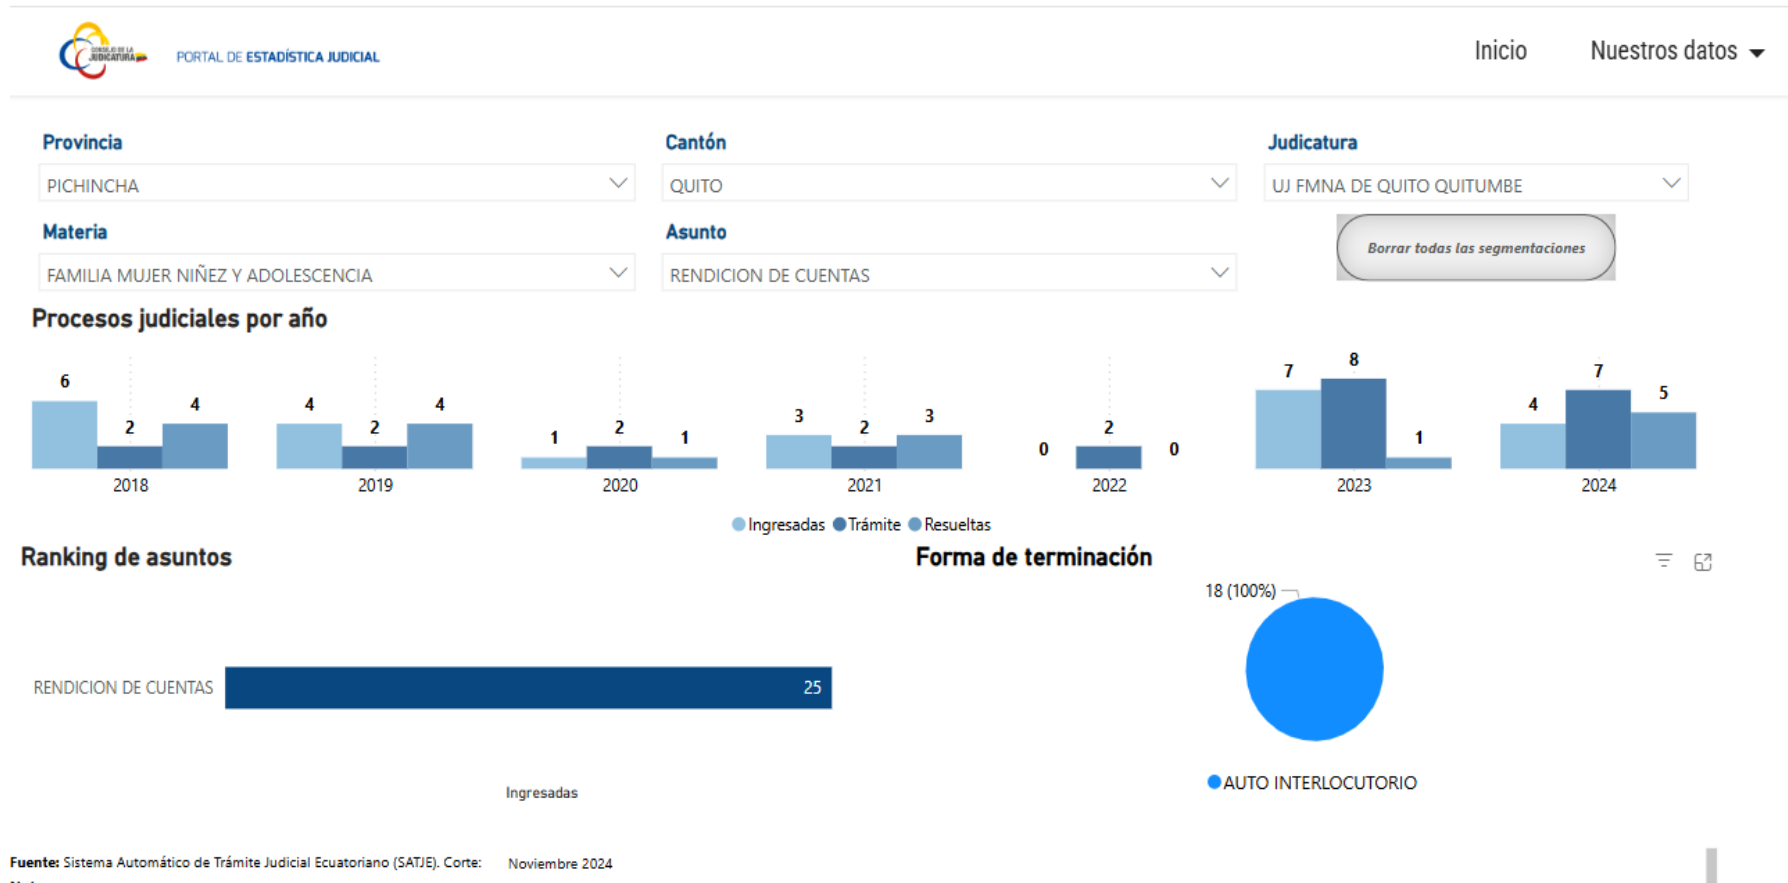 CONSEJO DE LA
JUDICATURA
PORTAL DE ESTADÍSTICA JUDICIAL
Inicio
Nuestros datos
Provincia
Cantón
Judicatura
PICHINCHA
QUITO
UJ FMNA DE QUITO QUITUMBE
Materia
Asunto
Borrar todas las segmentaciones
FAMILIA MUJER NIÑEZ Y ADOLESCENCIA
RENDICION DE CUENTAS
Procesos judiciales por año
6 2 4
4 2 4
1 2 1
3 2 3
0 2 0
7 8 1
4 7 5
2018 2019 2020 2021 2022 2023 2024
Ingresadas Trámite Resueltas
Ranking de asuntos
Forma de terminación
18 (100%)
RENDICION DE CUENTAS 25
Ingresadas
AUTO INTERLOCUTORIO
Fuente: Sistema Automático de Trámite Judicial Ecuatoriano (SATJE). Corte: Noviembre 2024